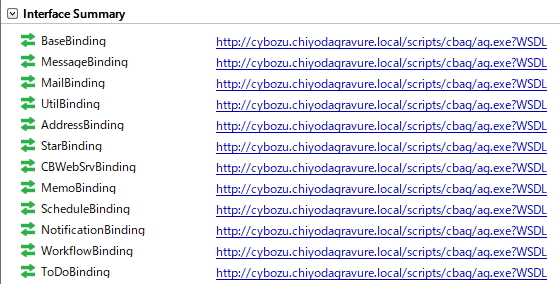 Interface Summary
BaseBinding http://cybozu.chiyodagravure.local/scripts/cbag/ag.exe?WSDL
MessageBinding http://cybozu.chiyodagravure.local/scripts/cbag/ag.exe?WSDL
MailBinding http://cybozu.chiyodagravure.local/scripts/cbag/ag.exe?WSDL
UtilBinding http://cybozu.chiyodagravure.local/scripts/cbag/ag.exe?WSDL
AddressBinding http://cybozu.chiyodagravure.local/scripts/cbag/ag.exe?WSDL
StarBinding http://cybozu.chiyodagravure.local/scripts/cbag/ag.exe?WSDL
CBWebSrvBinding http://cybozu.chiyodagravure.local/scripts/cbag/ag.exe?WSDL
MemoBinding http://cybozu.chiyodagravure.local/scripts/cbag/ag.exe?WSDL
ScheduleBinding http://cybozu.chiyodagravure.local/scripts/cbag/ag.exe?WSDL
NotificationBinding http://cybozu.chiyodagravure.local/scripts/cbag/ag.exe?WSDL
WorkflowBinding http://cybozu.chiyodagravure.local/scripts/cbag/ag.exe?WSDL
ToDoBinding http://cybozu.chiyodagravure.local/scripts/cbag/ag.exe?WSDL